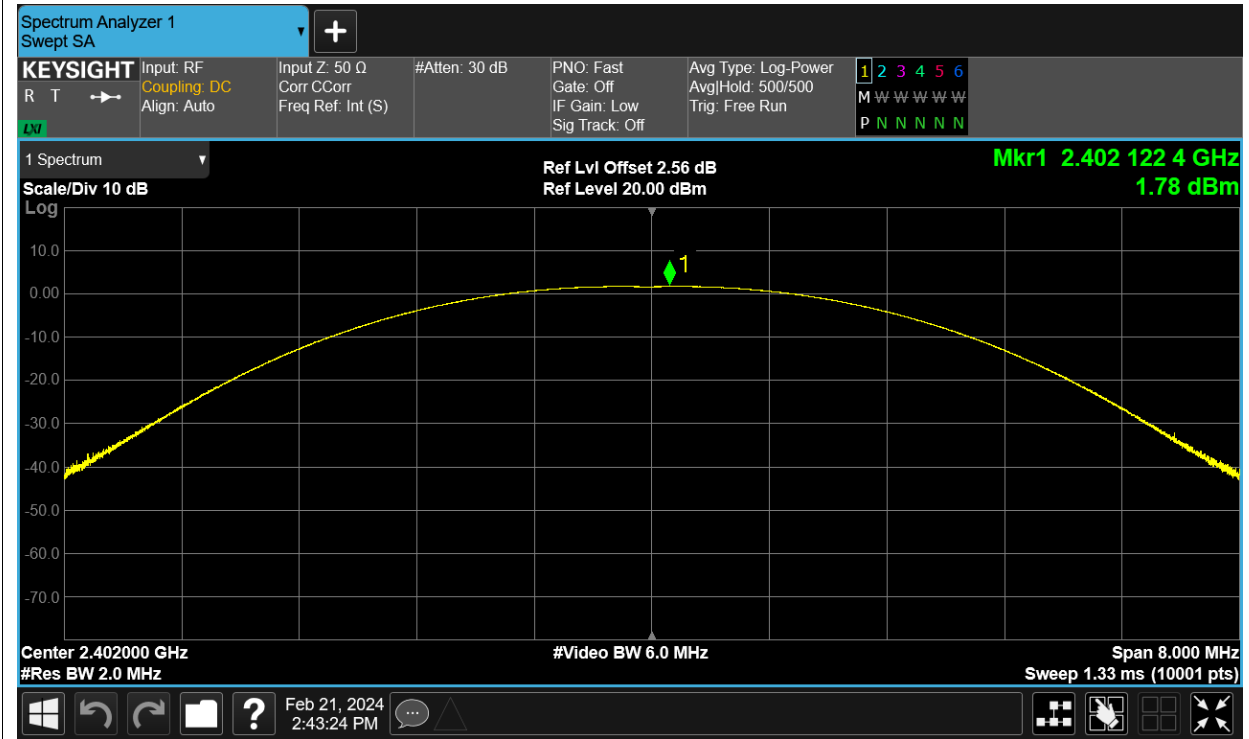 Spectrum Analyzer 1
Swept SA
+
KEYSIGHT
R T
LXI
Input: RF
Coupling: DC
Align: Auto
Input Z: 50 Ω
Corr CCorr
Freq Ref: Int (S)
#Atten: 30 dB
PNO: Fast
Gate: Off
IF Gain: Low
Sig Track: Off
Avg Type: Log-Power
Avg|Hold: 500/500
Trig: Free Run
1 2 3 4 5 6
M W W W W W
P N N N N N
1 Spectrum
Scale/Div 10 dB
Log
Ref Lvl Offset 2.56 dB
Ref Level 20.00 dBm
Mkr1 2.402 122 4 GHz
1.78 dBm
1
10.0
0.00
-10.0
-20.0
-30.0
-40.0
-50.0
-60.0
-70.0
Center 2.402000 GHz
#Res BW 2.0 MHz
#Video BW 6.0 MHz
Span 8.000 MHz
Sweep 1.33 ms (10001 pts)
?
Feb 21, 2024
2:43:24 PM